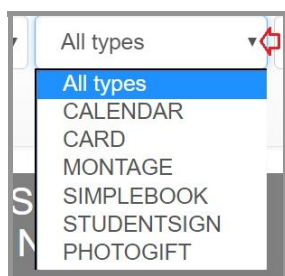 All types
All types
CALENDAR
CARD
MONTAGE
SIMPLEBOOK
STUDENTSIGN
PHOTOGIFT
S
N